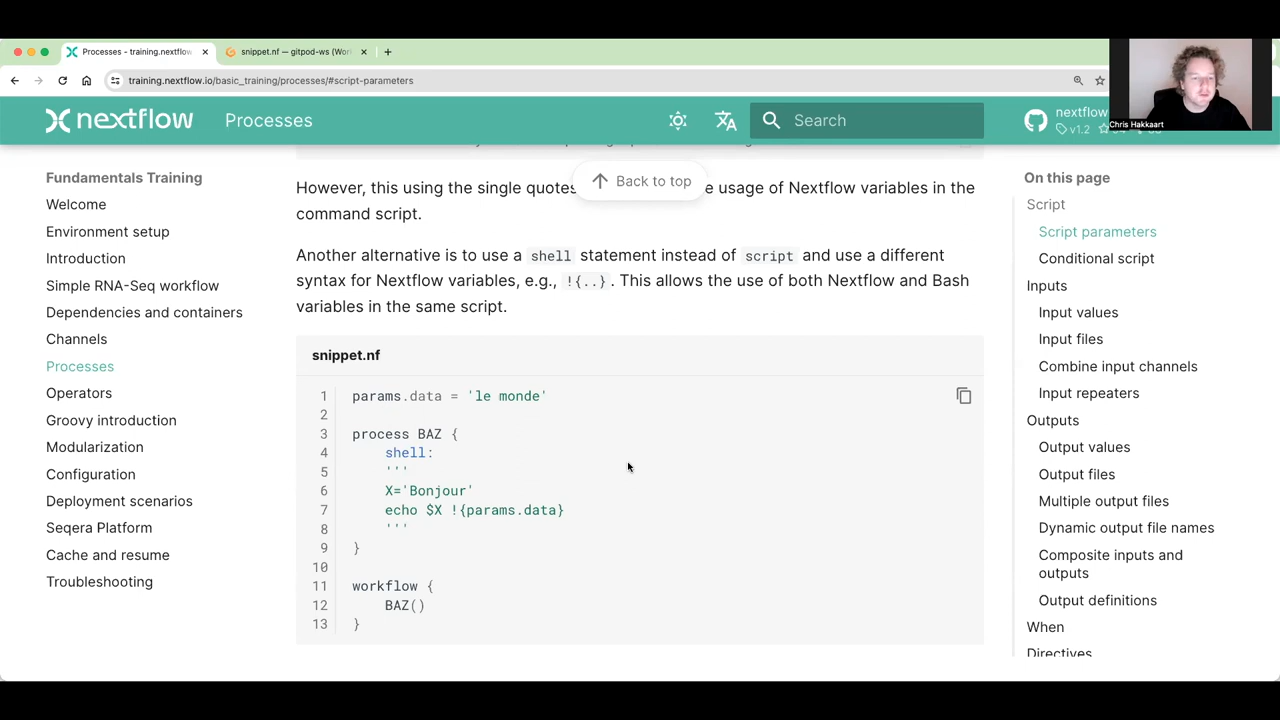 Processes - training.nextflow
snippet.nf — gitpod-ws (Wor
training.nextflow.io/basic_training/processes/#script-parameters
nextflow
Processes
Search
nextflow
v1.2
Chris Hakkaart
Fundamentals Training
Welcome
Environment setup
Introduction
Simple RNA-Seq workflow
Dependencies and containers
Channels
Processes
Operators
Groovy introduction
Modularization
Configuration
Deployment scenarios
Seqera Platform
Cache and resume
Troubleshooting
Back to top
However, this using the single quotes usage of Nextflow variables in the
command script.
Another alternative is to use a shell statement instead of script and use a different
syntax for Nextflow variables, e.g., !{..}. This allows the use of both Nextflow and Bash
variables in the same script.
snippet.nf
1 params.data = 'le monde'
2
3 process BAZ {
4 shell:
5 '''
6 X='Bonjour'
7 echo $X !{params.data}
8 '''
9 }
10
11 workflow {
12 BAZ()
13 }
On this page
Script
Script parameters
Conditional script
Inputs
Input values
Input files
Combine input channels
Input repeaters
Outputs
Output values
Output files
Multiple output files
Dynamic output file names
Composite inputs and
outputs
Output definitions
When
Directives